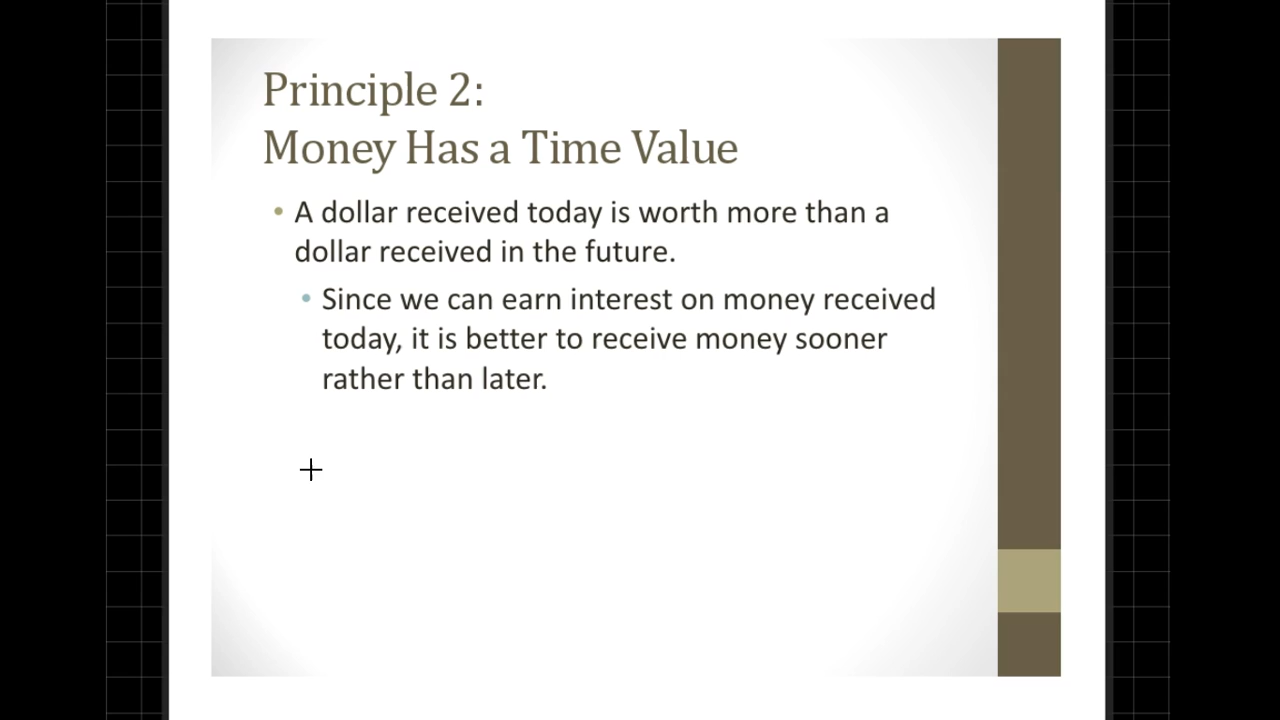 Principle 2:
Money Has a Time Value
• A dollar received today is worth more than a
dollar received in the future.
• Since we can earn interest on money received
today, it is better to receive money sooner
rather than later.